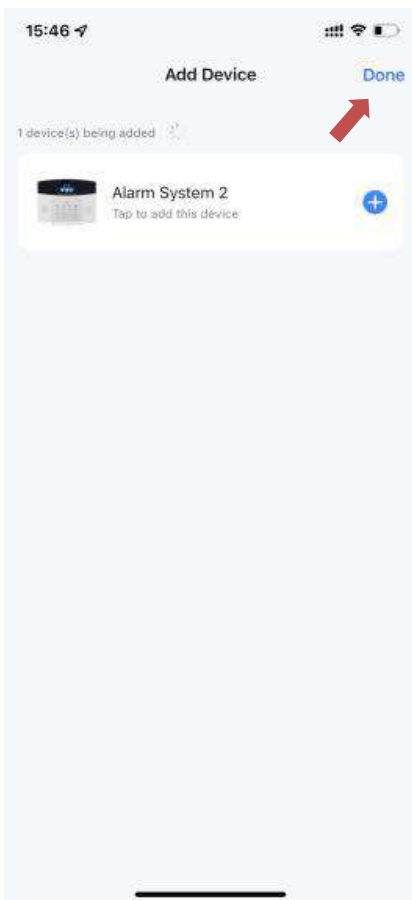 15:46
Add Device
Done
1 device(s) being added
Alarm System 2
Tap to add this device